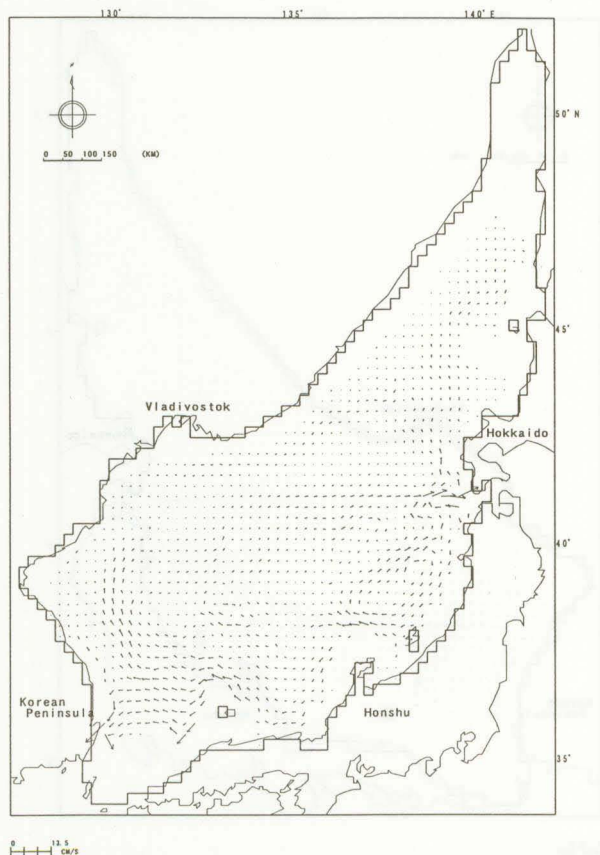 130°
135°
140°E
50°N
0 50 100 150 (KM)
45°
Vladivostok
Hokkaido
40°
Korean
Peninsula
Honshu
35°
0 12.5
CM/S